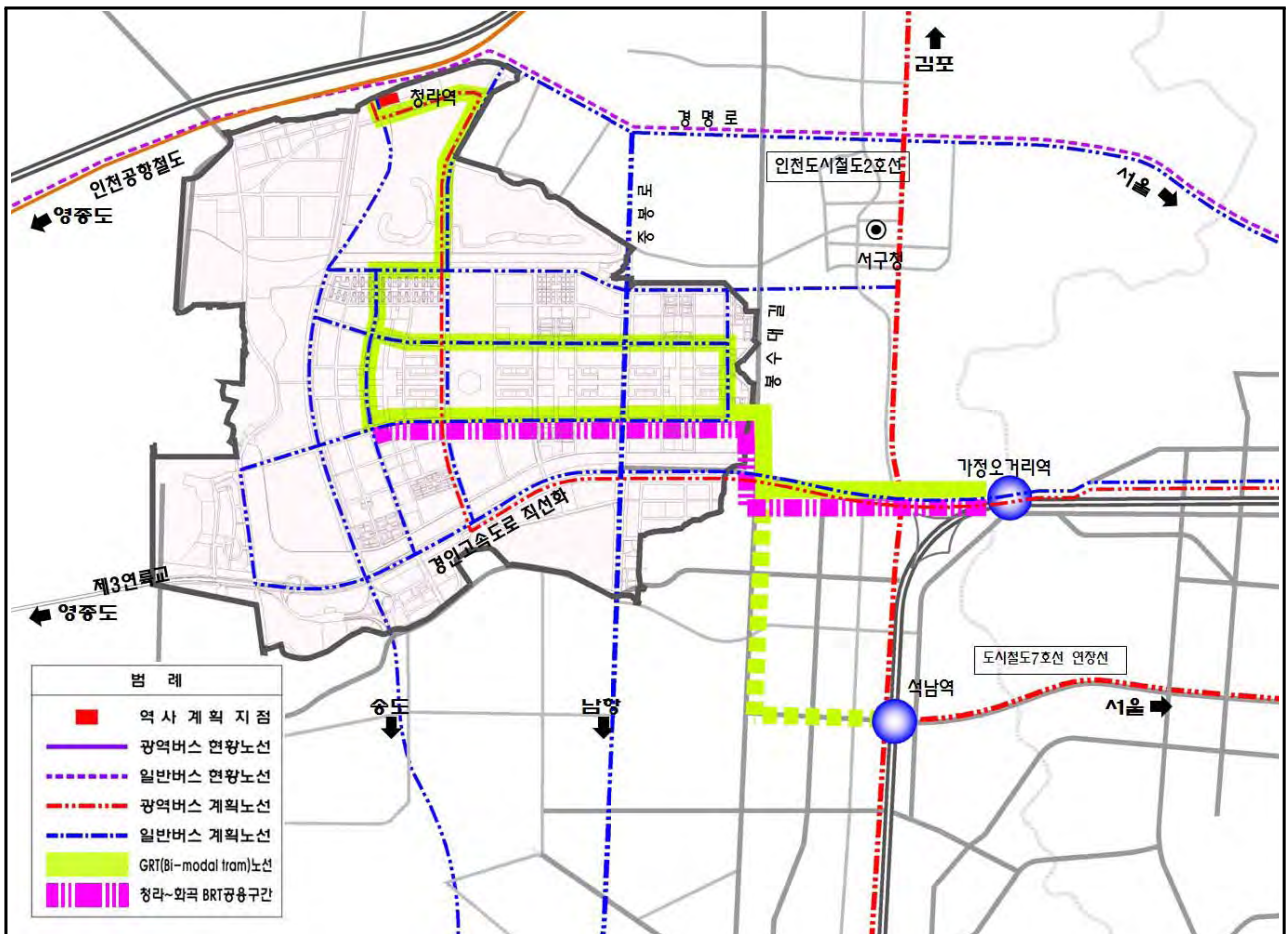 김포
청라역
경명로
인천도시철도2호선
인천공항철도
서울
영종도
중봉로
서구청
봉수대길
가정오거리역
경인고속도로 직선화
제3연륙교
영종도
도시철도7호선 연장선
석남역
송도
남항
서울
범 례
역사 계획 지점
광역버스 현황노선
일반버스 현황노선
광역버스 계획노선
일반버스 계획노선
GRT(Bi-modal tram)노선
청라~화곡 BRT공용구간